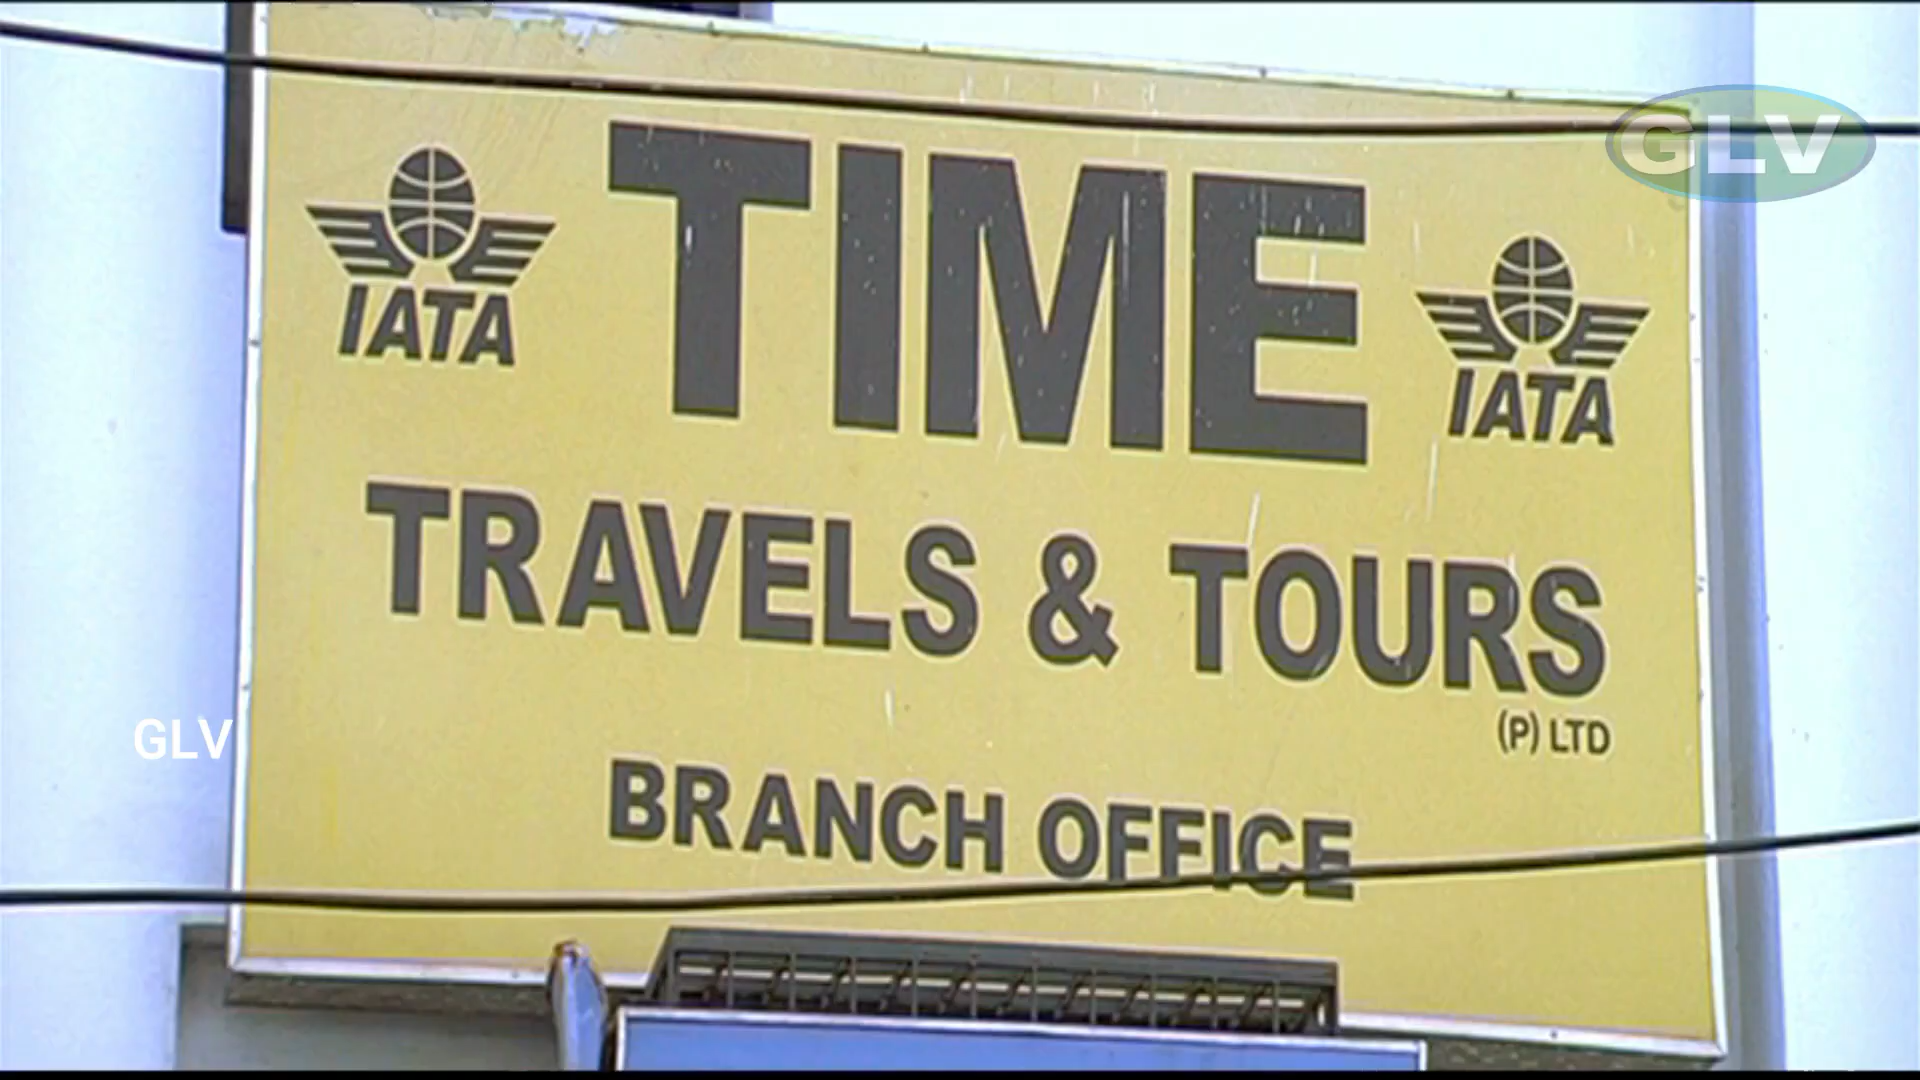 GLV
TIME
IATA
IATA
TRAVELS & TOURS
(P) LTD
GLV
BRANCH OFFICE